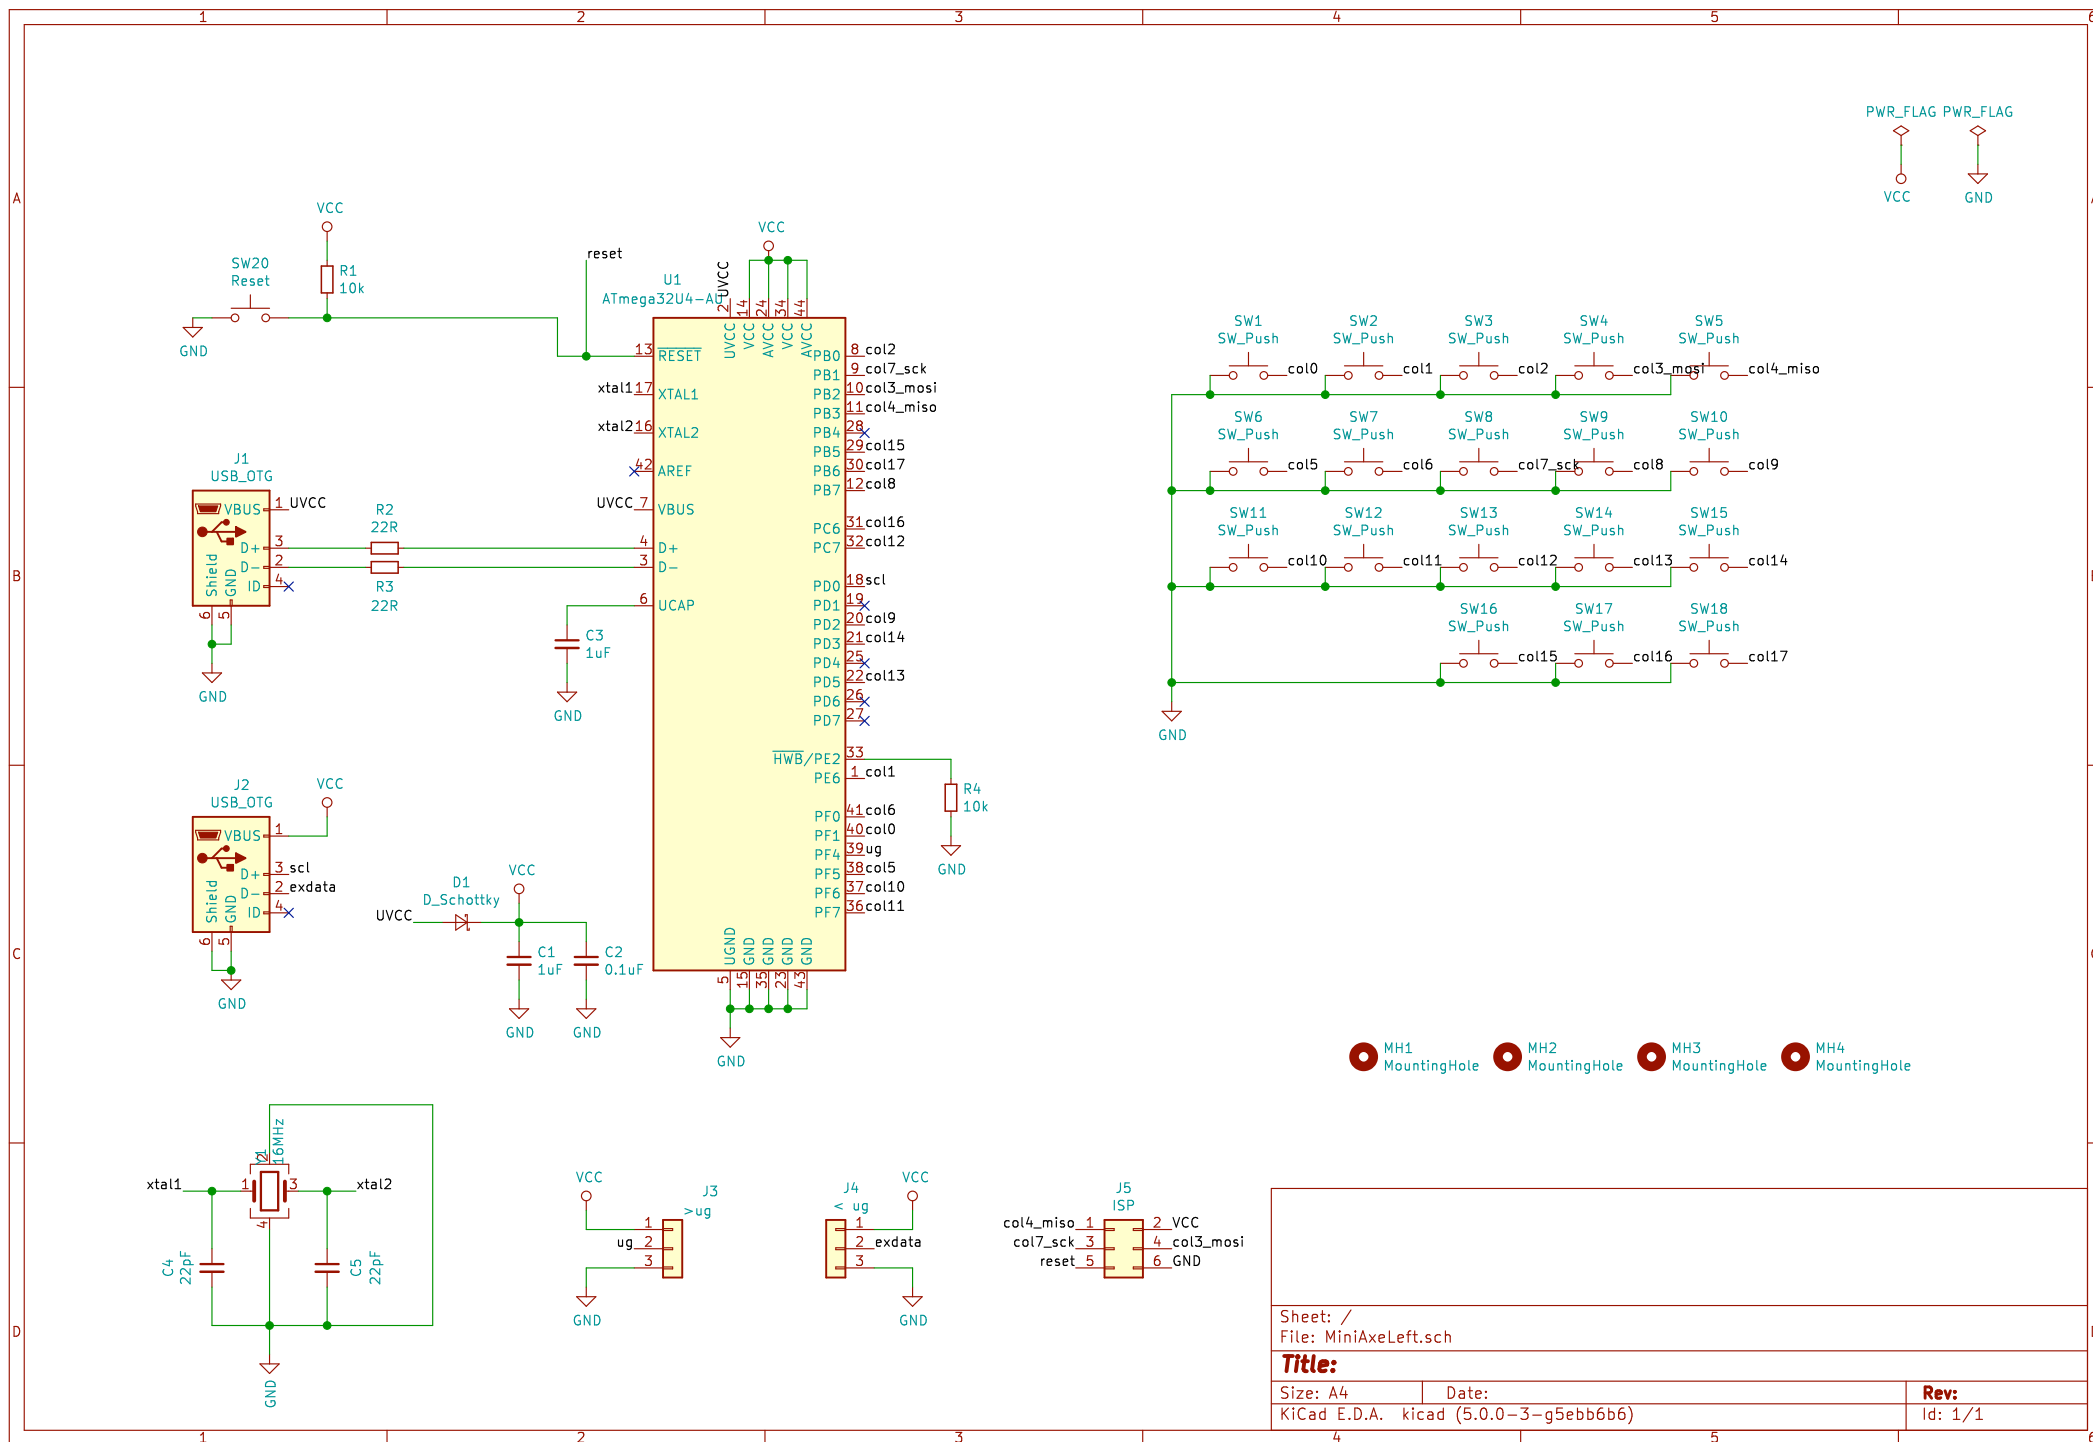 1 2 3 4 5 6
A
B
C
D
PWR_FLAG PWR_FLAG
VCC
GND
VCC
SW20
Reset
R1
10k
GND
reset
VCC
UVCC
U1
ATmega32U4-AU
2 14 24 34 44
UVCC VCC AVCC VCC AVCC
13 RESET
xtal1 17 XTAL1
xtal2 16 XTAL2
42 AREF
UVCC 7 VBUS
4 D+
3 D-
6 UCAP
PB0 8 col2
PB1 9 col7_sck
PB2 10 col3_mosi
PB3 11 col4_miso
PB4 28
PB5 29 col15
PB6 30 col17
PB7 12 col8
PC6 31 col16
PC7 32 col12
PD0 18 scl
PD1 19
PD2 20 col9
PD3 21 col14
PD4 25
PD5 22 col13
PD6 26
PD7 27
HWB/PE2 33
PE6 1 col1
PF0 41 col6
PF1 40 col0
PF4 39 ug
PF5 38 col5
PF6 37 col10
PF7 36 col11
UGND GND GND GND GND
5 15 35 23 43
GND
R4
10k
GND
J1
USB_OTG
VBUS 1 UVCC
D+ 3
D- 2
ID 4
Shield GND
6 5
GND
R2
22R
R3
22R
C3
1uF
GND
J2
USB_OTG
VCC
VBUS 1
D+ 3 scl
D- 2 exdata
ID 4
Shield GND
6 5
GND
D1
D_Schottky
UVCC
VCC
C1
1uF
C2
0.1uF
GND GND
SW1 SW2 SW3 SW4 SW5
SW_Push SW_Push SW_Push SW_Push SW_Push
col0 col1 col2 col3_mosi col4_miso
SW6 SW7 SW8 SW9 SW10
SW_Push SW_Push SW_Push SW_Push SW_Push
col5 col6 col7_sck col8 col9
SW11 SW12 SW13 SW14 SW15
SW_Push SW_Push SW_Push SW_Push SW_Push
col10 col11 col12 col13 col14
SW16 SW17 SW18
SW_Push SW_Push SW_Push
col15 col16 col17
GND
MH1
MountingHole
MH2
MountingHole
MH3
MountingHole
MH4
MountingHole
Y1
16MHz
xtal1 1 2 3 4 xtal2
C4
22pF
C5
22pF
GND
VCC
J3
>ug
1
ug 2
3
GND
J4
< ug
VCC
1
2 exdata
3
GND
J5
ISP
col4_miso 1 2 VCC
col7_sck 3 4 col3_mosi
reset 5 6 GND
Sheet: /
File: MiniAxeLeft.sch
Title:
Size: A4 Date: Rev:
KiCad E.D.A. kicad (5.0.0-3-g5ebb6b6) Id: 1/1
1 2 3 4 5 6